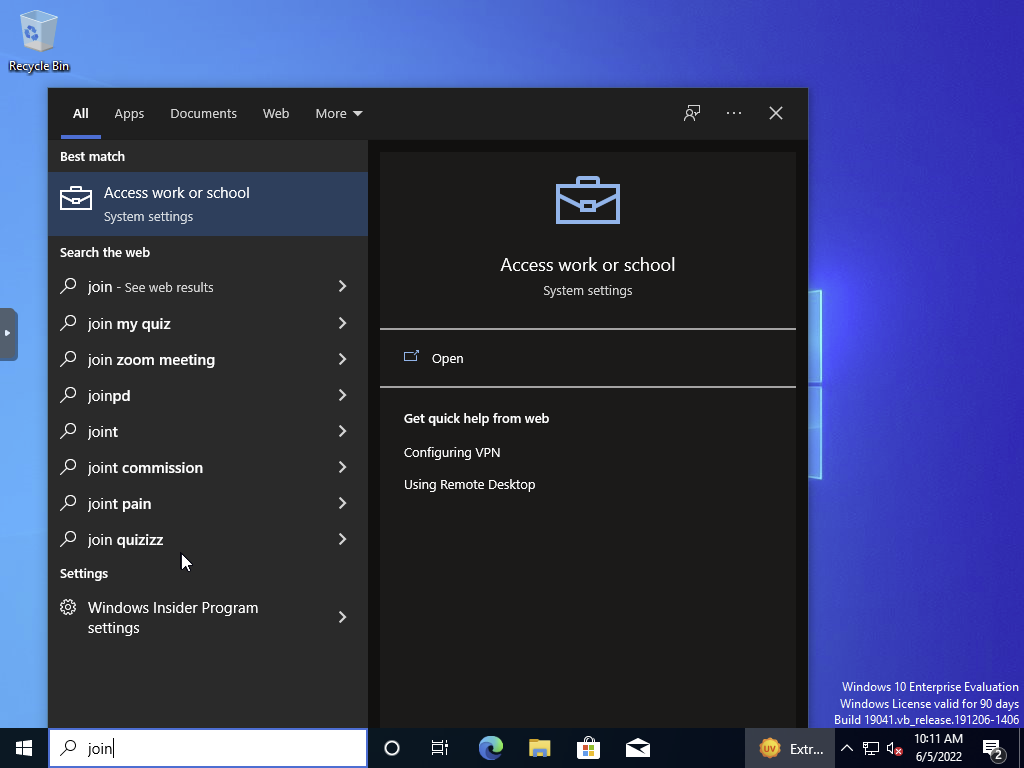 Recycle Bin
All Apps Documents Web More
Best match
Access work or school
System settings
Search the web
join - See web results
join my quiz
join zoom meeting
joinpd
joint
joint commission
joint pain
join quizizz
Settings
Windows Insider Program
settings
Access work or school
System settings
Open
Get quick help from web
Configuring VPN
Using Remote Desktop
Windows 10 Enterprise Evaluation
Windows License valid for 90 days
Build 19041.vb_release.191206-1406
join
UV
Extr...
10:11 AM
6/5/2022
2